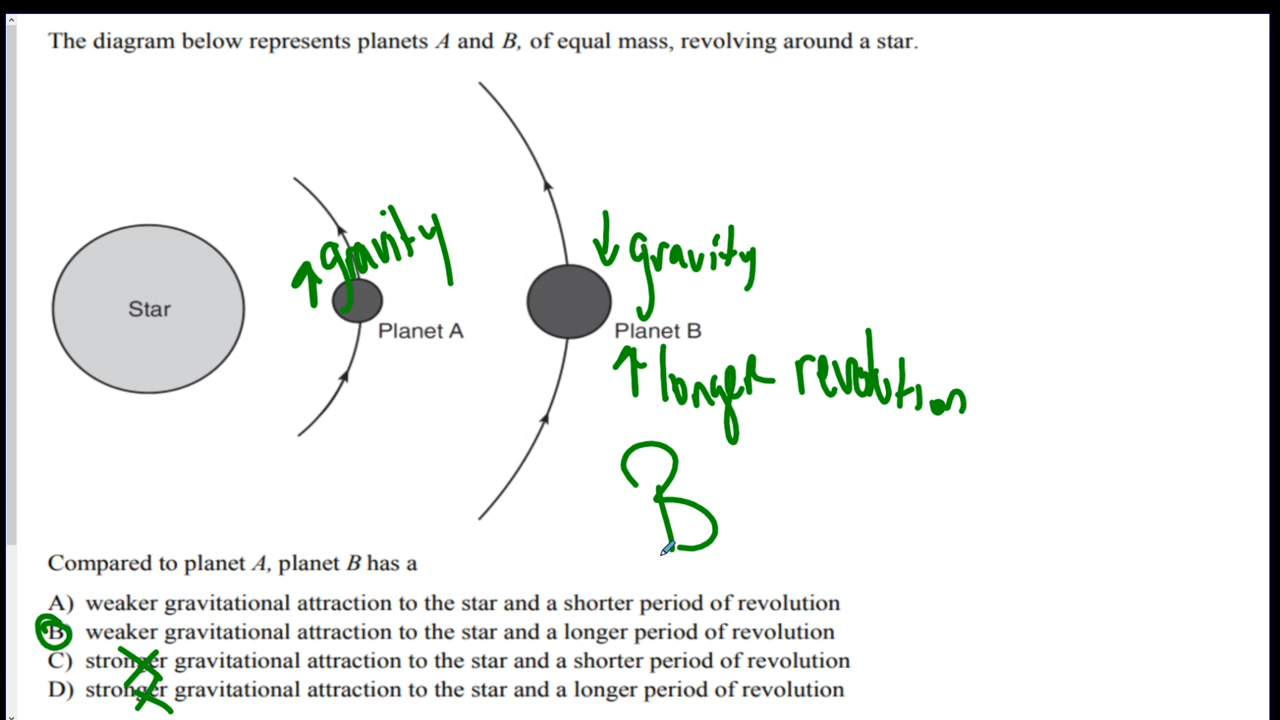 The diagram below represents planets A and B, of equal mass, revolving around a star.
↑gravity
↓gravity
Star
Planet A
Planet B
↑longer revolution
B
Compared to planet A, planet B has a
A) weaker gravitational attraction to the star and a shorter period of revolution
B) weaker gravitational attraction to the star and a longer period of revolution
C) stronger gravitational attraction to the star and a shorter period of revolution
D) stronger gravitational attraction to the star and a longer period of revolution